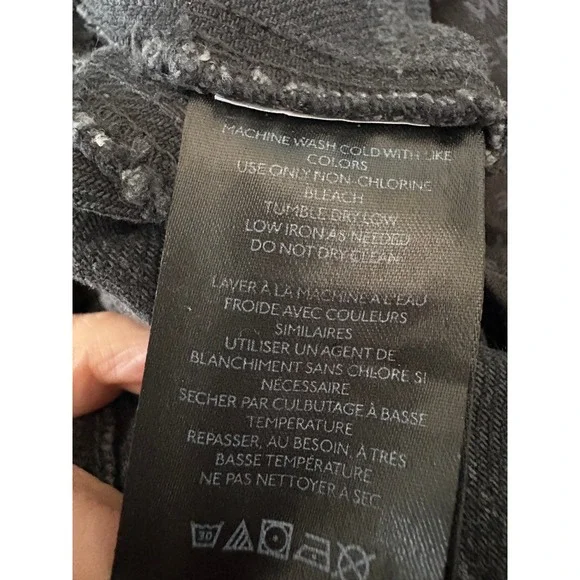 MACHINE WASH COLD WITH LIKE
COLORS
USE ONLY NON-CHLORINE
BLEACH
TUMBLE DRY LOW
LOW IRON AS NEEDED
DO NOT DRY CLEAN
LAVER À LA MACHINE À L'EAU
FROIDE AVEC COULEURS
SIMILAIRES
UTILISER UN AGENT DE
BLANCHIMENT SANS CHLORE SI
NÉCESSAIRE
SECHER PAR CULBUTAGE À BASSE
TEMPERATURE
REPASSER, AU BESOIN, À TRÈS
BASSE TEMPÉRATURE
NE PAS NETTOYER À SEC
30